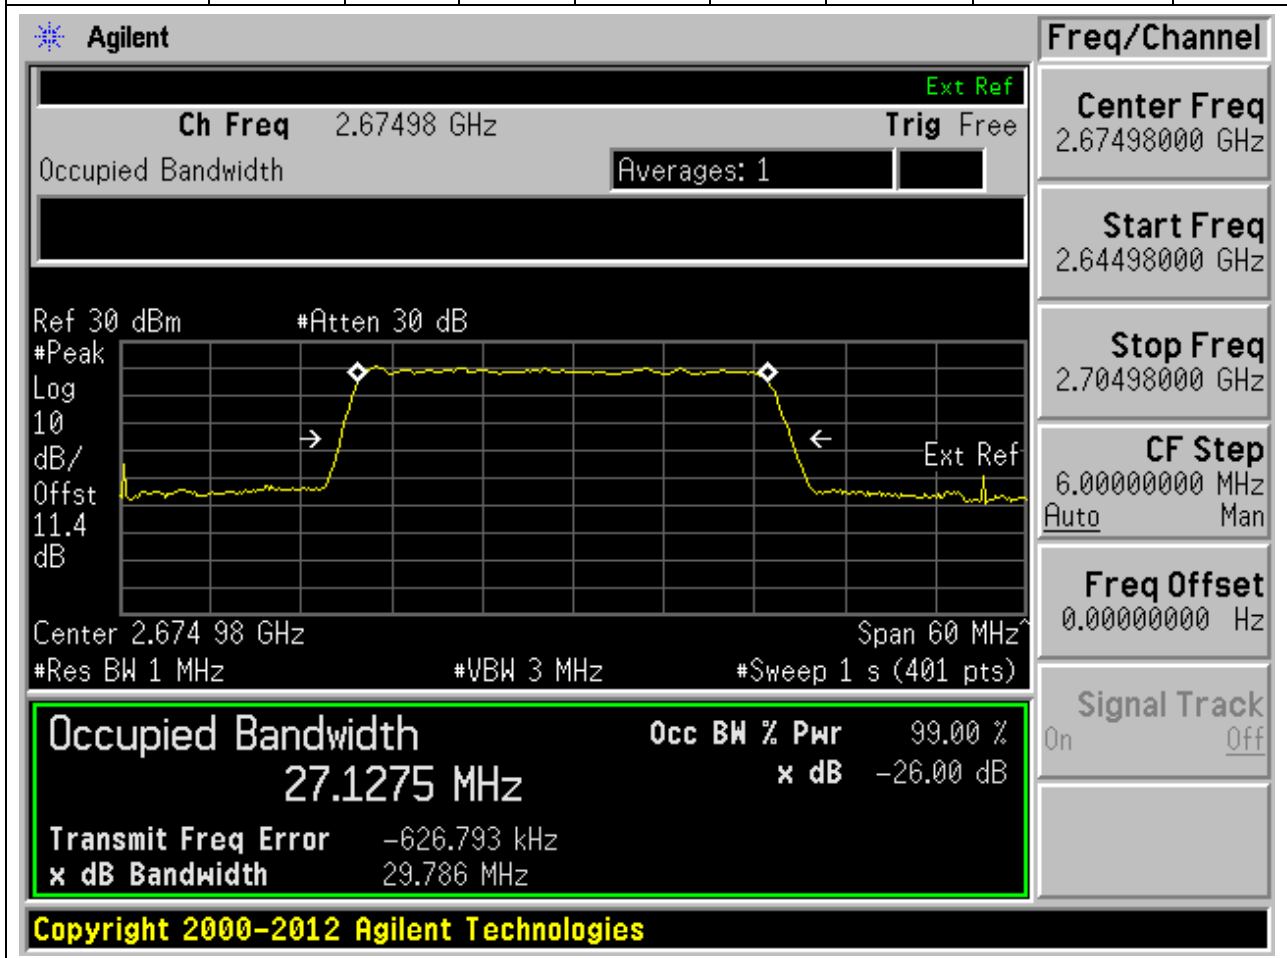 Agilent
Freq/Channel
Ext Ref
Ch Freq 2.67498 GHz Trig Free
Occupied Bandwidth Averages: 1
Center Freq
2.67498000 GHz
Start Freq
2.64498000 GHz
Stop Freq
2.70498000 GHz
CF Step
6.00000000 MHz
Auto Man
Freq Offset
0.00000000 Hz
Signal Track
On Off
Ref 30 dBm #Atten 30 dB
#Peak
Log
10
dB/
Offst
11.4
dB
Ext Ref
Center 2.674 98 GHz Span 60 MHz^
#Res BW 1 MHz #VBW 3 MHz #Sweep 1 s (401 pts)
Occupied Bandwidth Occ BW % Pwr 99.00 %
27.1275 MHz x dB -26.00 dB
Transmit Freq Error -626.793 kHz
x dB Bandwidth 29.786 MHz
Copyright 2000-2012 Agilent Technologies